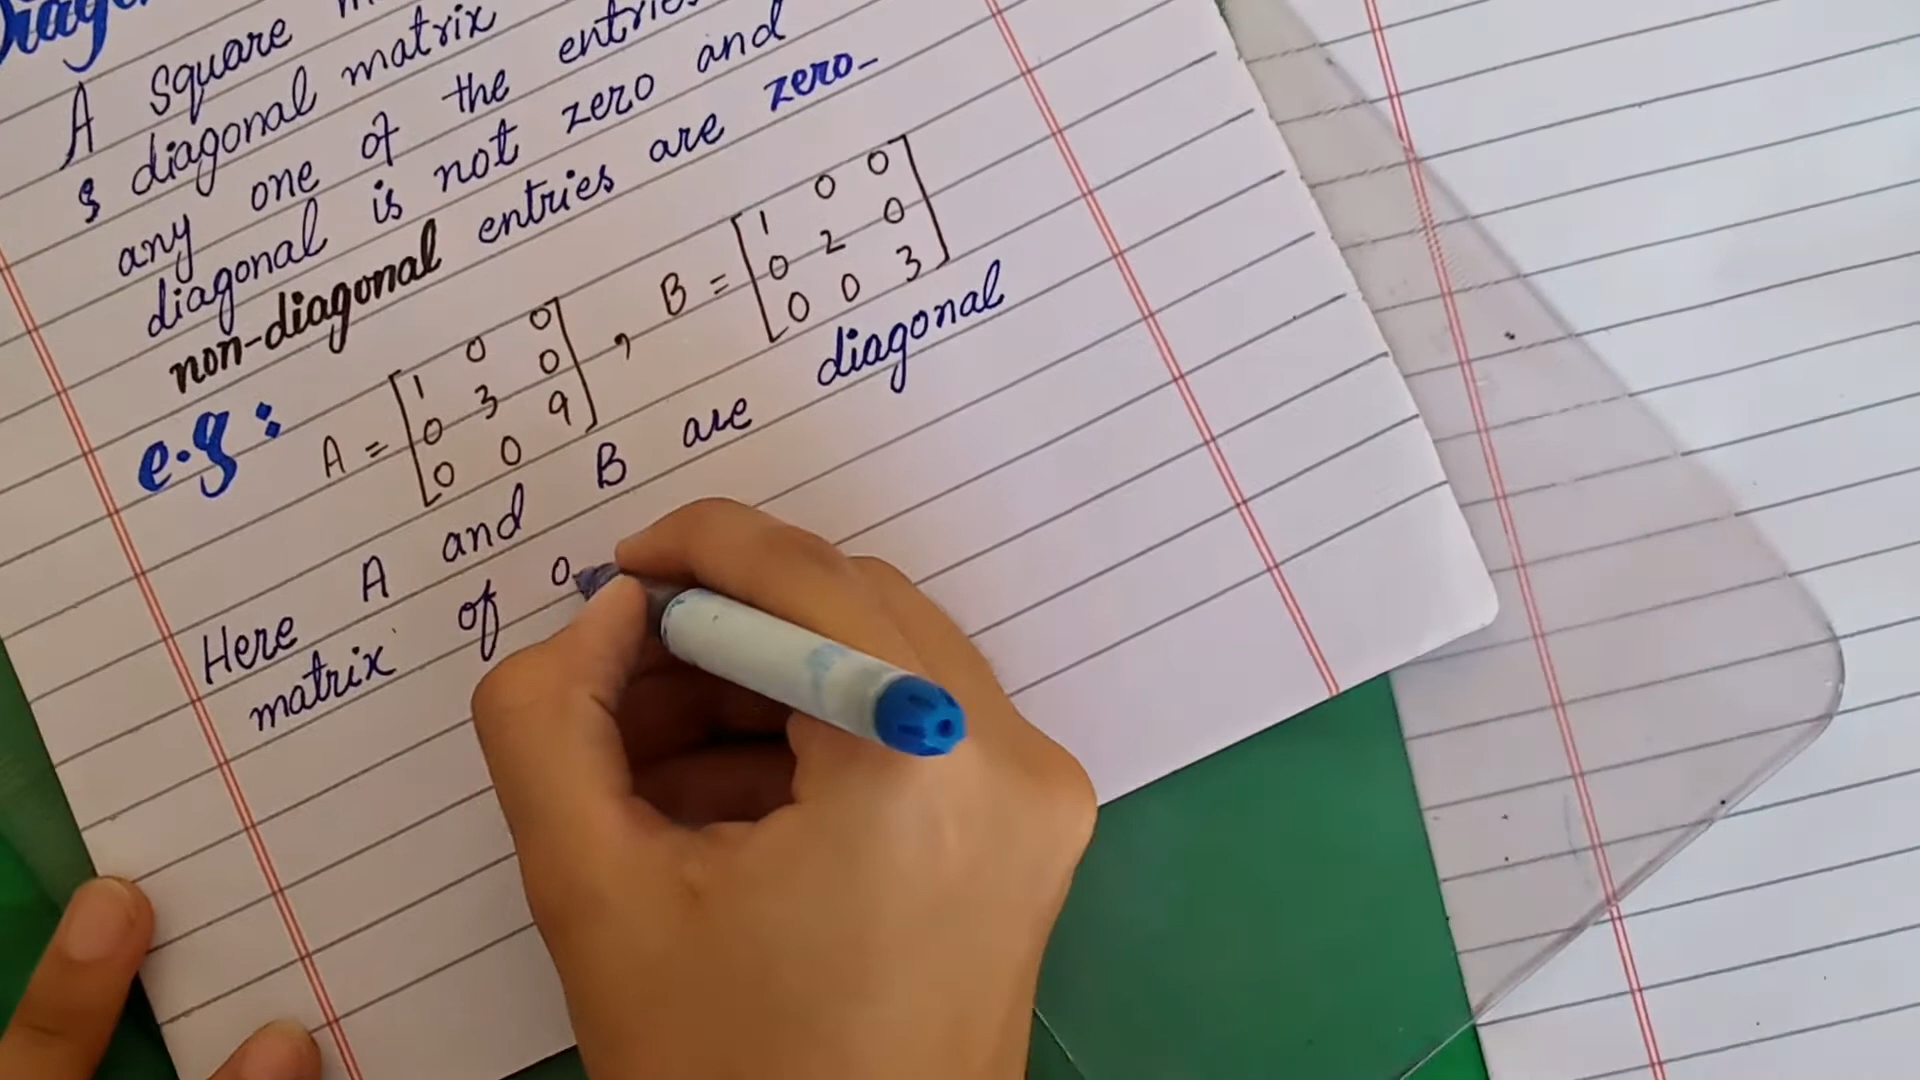 A Square
diagonal matrix
any one of the entries
diagonal is not zero and
non-diagonal entries are zero-
e.g: A = [1 0 0
0 3 0
0 0 9] , B = [1 0 0
0 2 0
0 0 3]
Here A and B are diagonal
matrix of o